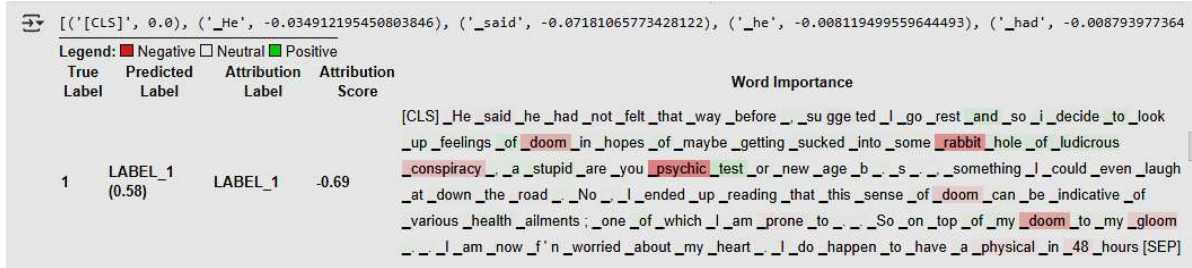 [('[CLS]', 0.0), ('_He', -0.034912195450803846), ('_said', -0.07181065773428122), ('_he', -0.008119499559644493), ('_had', -0.008793977364
Legend: Negative Neutral Positive
True Label Predicted Label Attribution Label Attribution Score Word Importance
[CLS] _He _said _he _had _not _felt _that _way _before _. _su gge ted _I _go _rest _and _so _i _decide _to _look
_up _feelings _of _doom _in _hopes _of _maybe _getting _sucked _into _some _rabbit _hole _of _ludicrous
_conspiracy _, _a _stupid _are _you _psychic _test _or _new _age _b _. _s _. _, _something _I _could _even _laugh
1 LABEL_1 (0.58) LABEL_1 -0.69 _at _down _the _road _. _No _, _I _ended _up _reading _that _this _sense _of _doom _can _be _indicative _of
_various _health _ailments ; _one _of _which _I _am _prone _to _. _. _So _on _top _of _my _doom _to _my _gloom
_. _. _I _am _now _f ' n _worried _about _my _heart _. _I _do _happen _to _have _a _physical _in _48 _hours [SEP]